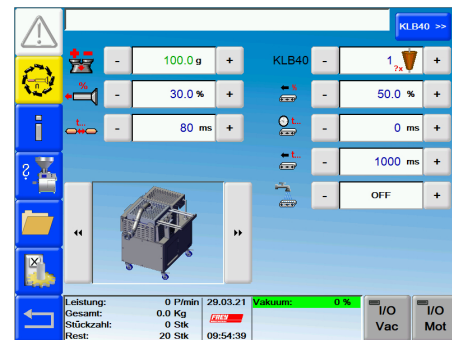 KLB40 >>
- 100.0 g +
KLB40 - 1 ?x +
n
% - 30.0 % +
- 50.0 % +
t... - 80 ms +
t... - 0 ms +
i
t... - 1000 ms +
?
- OFF +
Leistung: 0 P/min
Gesamt: 0.0 Kg
Stückzahl: 0 Stk
Rest: 20 Stk
29.03.21
FREY
09:54:39
Vakuum: 0 %
I/O
Vac
I/O
Mot